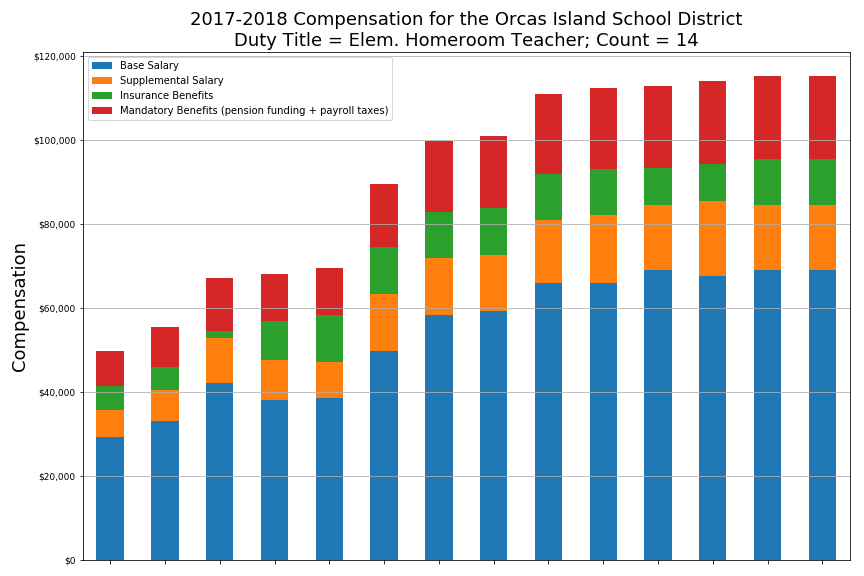 2017-2018 Compensation for the Orcas Island School District
Duty Title = Elem. Homeroom Teacher; Count = 14
Base Salary
Supplemental Salary
Insurance Benefits
Mandatory Benefits (pension funding + payroll taxes)
Compensation
$120,000
$100,000
$80,000
$60,000
$40,000
$20,000
$0